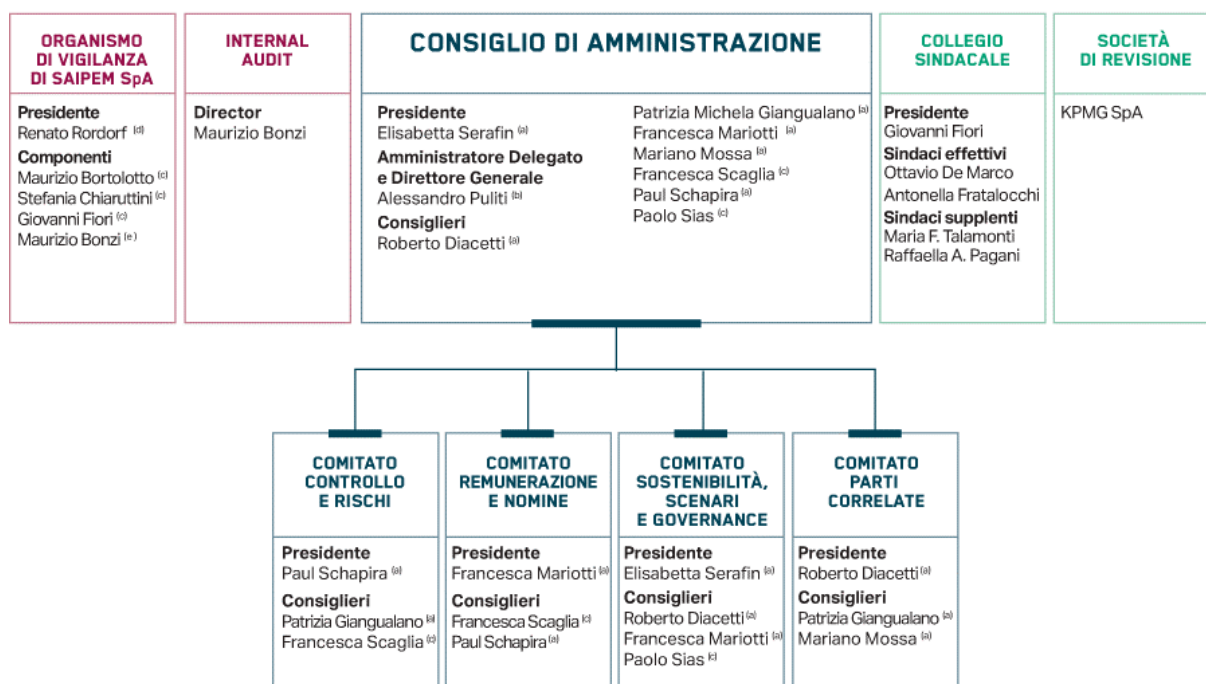 ORGANISMO
DI VIGILANZA
DI SAIPEM SpA
Presidente
Renato Rordorf (d)
Componenti
Maurizio Bortolotto (c)
Stefania Chiaruttini (c)
Giovanni Fiori (c)
Maurizio Bonzi (e)
INTERNAL
AUDIT
Director
Maurizio Bonzi
CONSIGLIO DI AMMINISTRAZIONE
Presidente
Elisabetta Serafin (a)
Amministratore Delegato
e Direttore Generale
Alessandro Puliti (b)
Consiglieri
Roberto Diacetti (a)
Patrizia Michela Giangualano (a)
Francesca Mariotti (a)
Mariano Mossa (a)
Francesca Scaglia (c)
Paul Schapira (a)
Paolo Sias (c)
COLLEGIO
SINDACALE
Presidente
Giovanni Fiori
Sindaci effettivi
Ottavio De Marco
Antonella Fratalocchi
Sindaci supplenti
Maria F. Talamonti
Raffaella A. Pagani
SOCIETÀ
DI REVISIONE
KPMG SpA
COMITATO
CONTROLLO
E RISCHI
Presidente
Paul Schapira (a)
Consiglieri
Patrizia Giangualano (a)
Francesca Scaglia (c)
COMITATO
REMUNERAZIONE
E NOMINE
Presidente
Francesca Mariotti (a)
Consiglieri
Francesca Scaglia (c)
Paul Schapira (a)
COMITATO
SOSTENIBILITÀ,
SCENARI
E GOVERNANCE
Presidente
Elisabetta Serafin (a)
Consiglieri
Roberto Diacetti (a)
Francesca Mariotti (a)
Paolo Sias (c)
COMITATO
PARTI
CORRELATE
Presidente
Roberto Diacetti (a)
Consiglieri
Patrizia Giangualano (a)
Mariano Mossa (a)